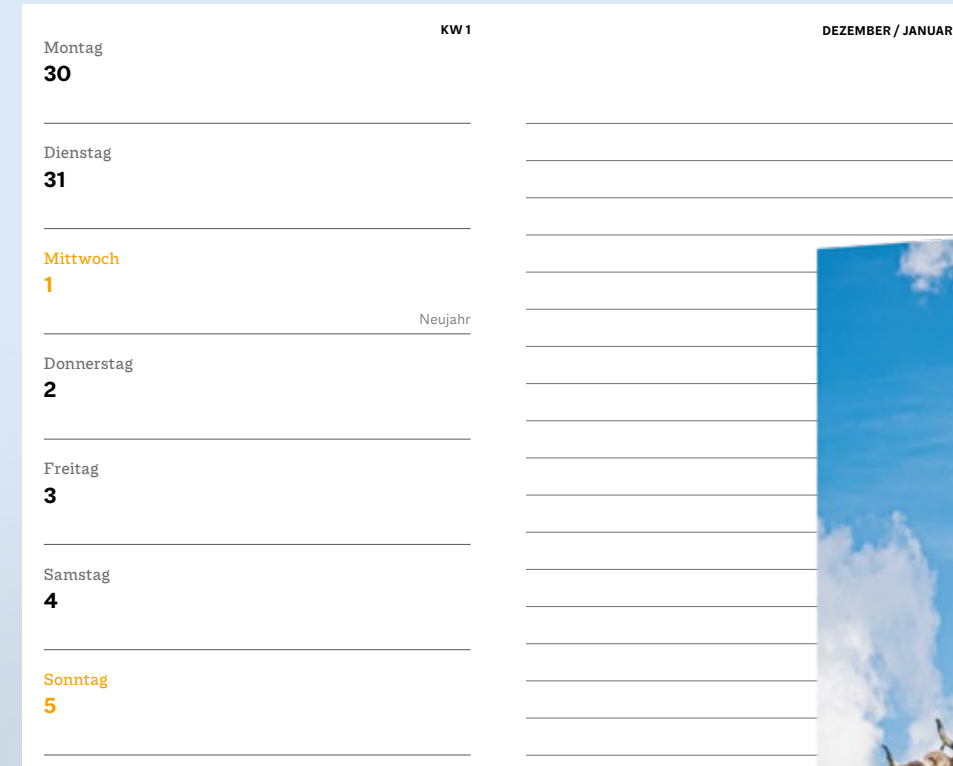 KW 1
DEZEMBER / JANUAR
Montag
30
Dienstag
31
Mittwoch
1
Neujahr
Donnerstag
2
Freitag
3
Samstag
4
Sonntag
5